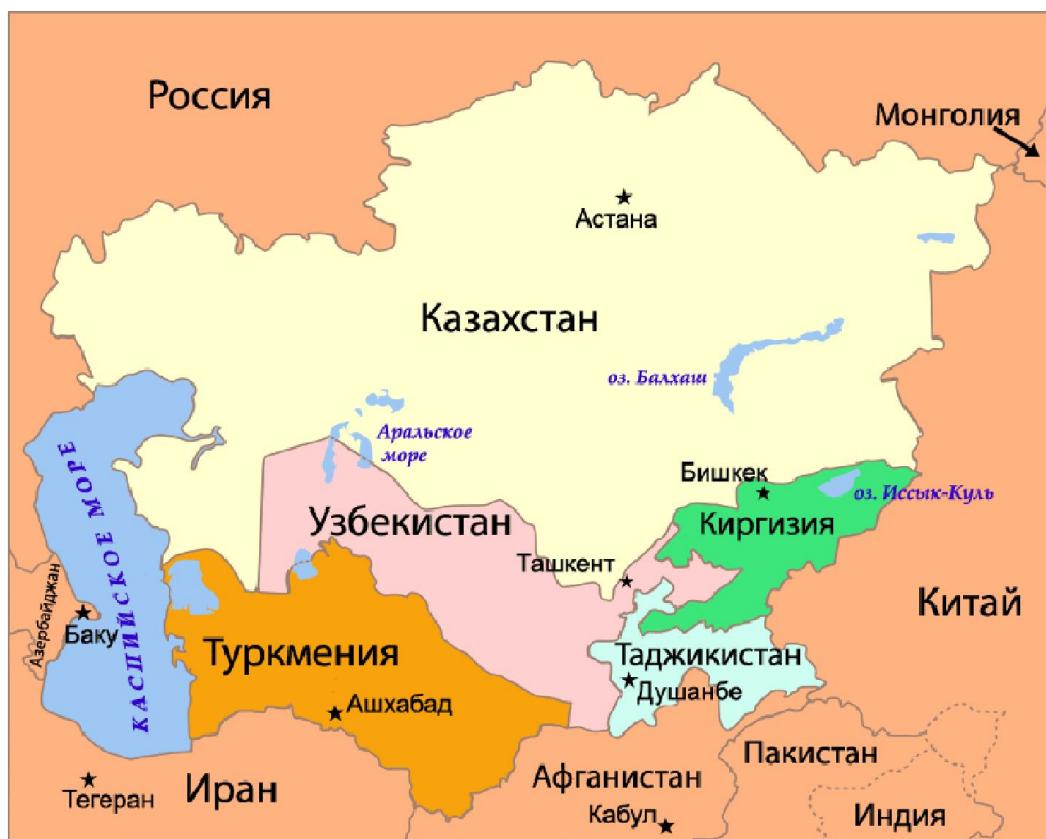 Россия
Монголия
Астана
Казахстан
оз. Балхаш
Аральское
море
КАСПИЙСКОЕ МОРЕ
Бишкек
оз. Иссык-Куль
Узбекистан
Киргизия
Ташкент
Азербайджан
Баку
Китай
Туркмения
Таджикистан
Душанбе
Ашхабад
Пакистан
Тегеран
Иран
Афганистан
Кабул
Индия